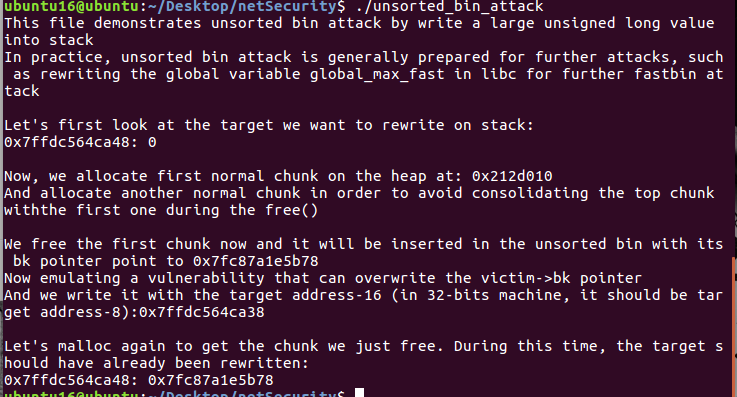 ubuntu16@ubuntu:~/Desktop/netSecurity$ ./unsorted_bin_attack
This file demonstrates unsorted bin attack by write a large unsigned long value
into stack
In practice, unsorted bin attack is generally prepared for further attacks, such
 as rewriting the global variable global_max_fast in libc for further fastbin at
tack

Let's first look at the target we want to rewrite on stack:
0x7ffdc564ca48: 0

Now, we allocate first normal chunk on the heap at: 0x212d010
And allocate another normal chunk in order to avoid consolidating the top chunk
withthe first one during the free()

We free the first chunk now and it will be inserted in the unsorted bin with its
 bk pointer point to 0x7fc87a1e5b78
Now emulating a vulnerability that can overwrite the victim->bk pointer
And we write it with the target address-16 (in 32-bits machine, it should be tar
get address-8):0x7ffdc564ca38

Let's malloc again to get the chunk we just free. During this time, the target s
hould have already been rewritten:
0x7ffdc564ca48: 0x7fc87a1e5b78
ubuntu16@ubuntu:~/Desktop/netSecurity$